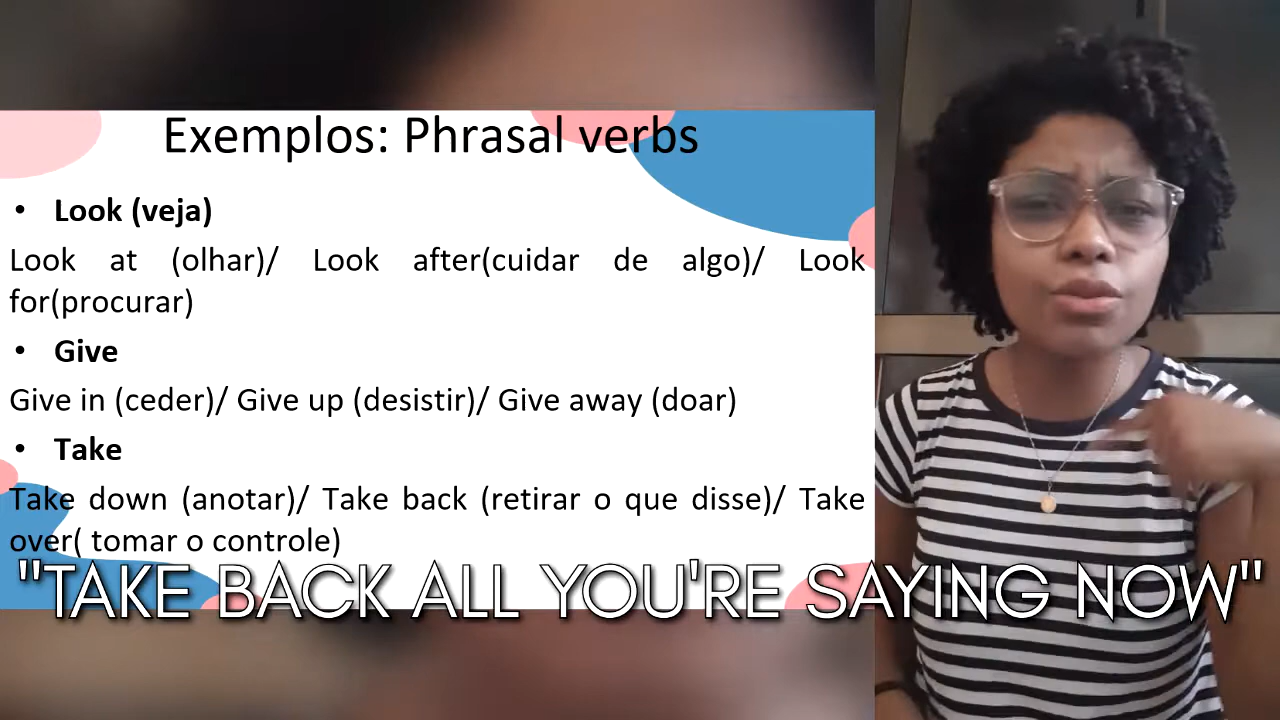 Exemplos: Phrasal verbs
• Look (veja)
Look at (olhar)/ Look after(cuidar de algo)/ Look
for(procurar)
• Give
Give in (ceder)/ Give up (desistir)/ Give away (doar)
• Take
Take down (anotar)/ Take back (retirar o que disse)/ Take
over( tomar o controle)
"TAKE BACK ALL YOU'RE SAYING NOW"